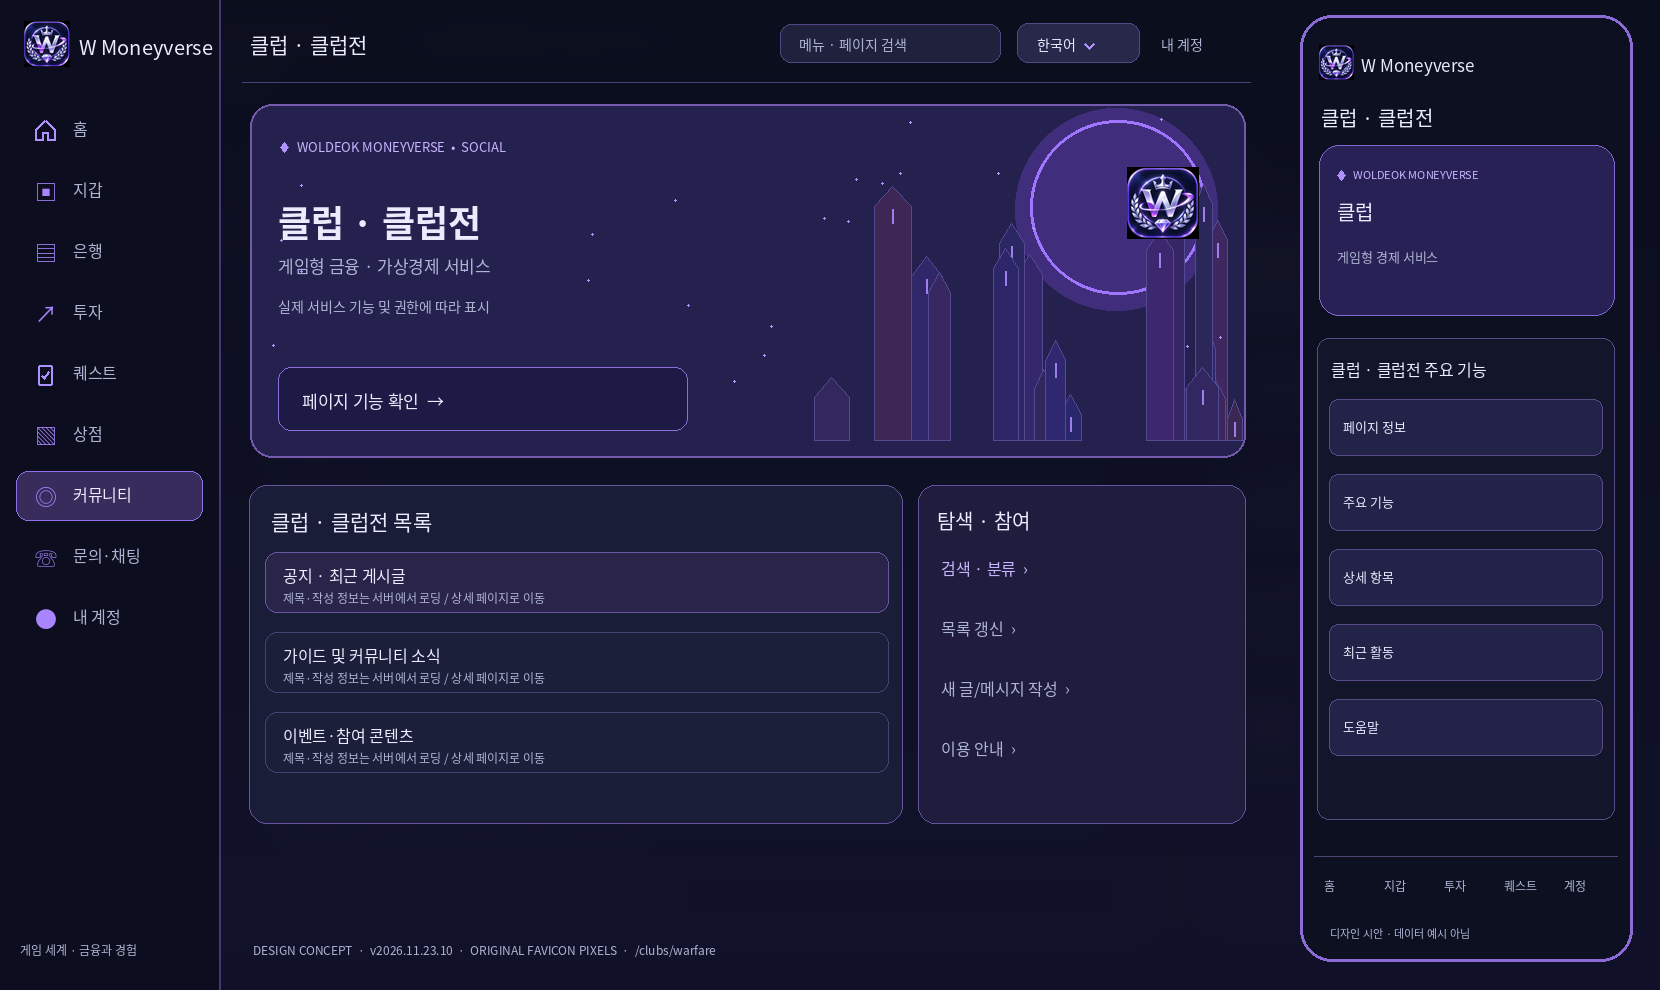 W Moneyverse
홈
지갑
은행
투자
퀘스트
상점
커뮤니티
문의·채팅
내 계정
게임 세계 · 금융과 경험
클럽 · 클럽전
메뉴 · 페이지 검색
한국어
내 계정
WOLDEOK MONEYVERSE • SOCIAL
클럽 · 클럽전
게임형 금융 · 가상경제 서비스
실제 서비스 기능 및 권한에 따라 표시
페이지 기능 확인 →
W
클럽 · 클럽전 목록
공지 · 최근 게시글
제목·작성 정보는 서버에서 로딩 / 상세 페이지로 이동
가이드 및 커뮤니티 소식
제목·작성 정보는 서버에서 로딩 / 상세 페이지로 이동
이벤트·참여 콘텐츠
제목·작성 정보는 서버에서 로딩 / 상세 페이지로 이동
탐색 · 참여
검색 · 분류 ›
목록 갱신 ›
새 글/메시지 작성 ›
이용 안내 ›
DESIGN CONCEPT · v2026.11.23.10 · ORIGINAL FAVICON PIXELS · /clubs/warfare
W Moneyverse
클럽 · 클럽전
WOLDEOK MONEYVERSE
클럽
게임형 경제 서비스
클럽 · 클럽전 주요 기능
페이지 정보
주요 기능
상세 항목
최근 활동
도움말
홈 지갑 투자 퀘스트 계정
디자인 시안 · 데이터 예시 아님